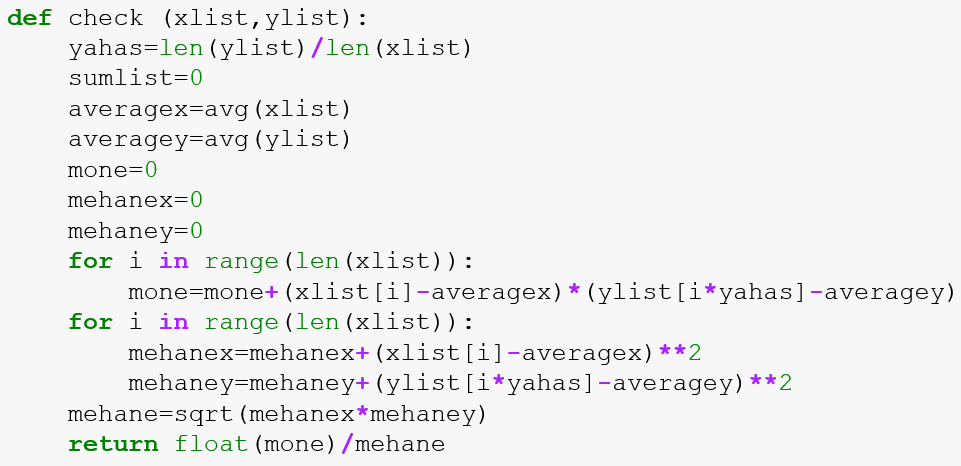 def check (xlist,ylist):
    yahas=len(ylist)/len(xlist)
    sumlist=0
    averagex=avg(xlist)
    averagey=avg(ylist)
    mone=0
    mehanex=0
    mehaney=0
    for i in range(len(xlist)):
        mone=mone+(xlist[i]-averagex)*(ylist[i*yahas]-averagey)
    for i in range(len(xlist)):
        mehanex=mehanex+(xlist[i]-averagex)**2
        mehaney=mehaney+(ylist[i*yahas]-averagey)**2
    mehane=sqrt(mehanex*mehaney)
    return float(mone)/mehane